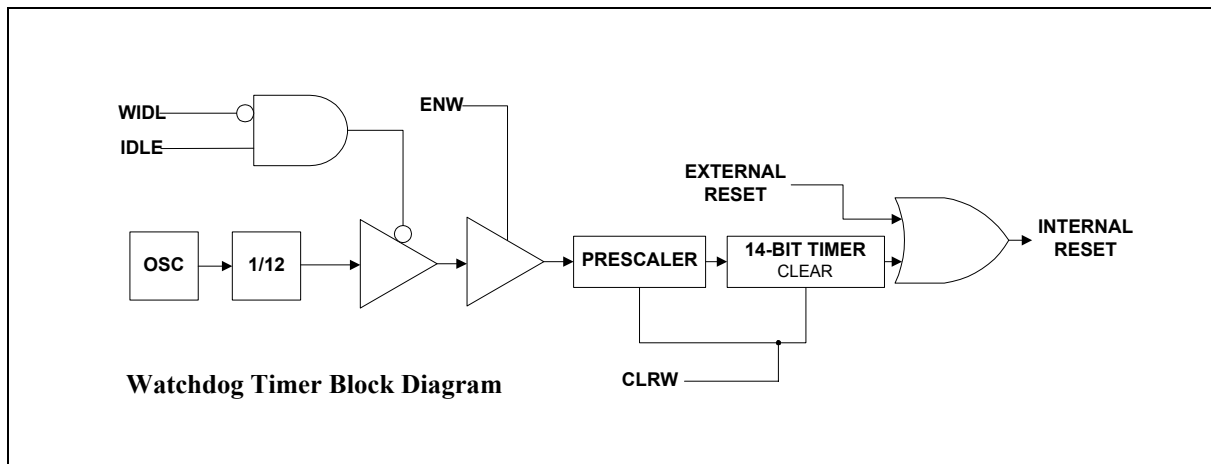 WIDL
IDLE
ENW
EXTERNAL
RESET
INTERNAL
RESET
OSC
1/12
PRESCALER
14-BIT TIMER
CLEAR
CLRW
Watchdog Timer Block Diagram